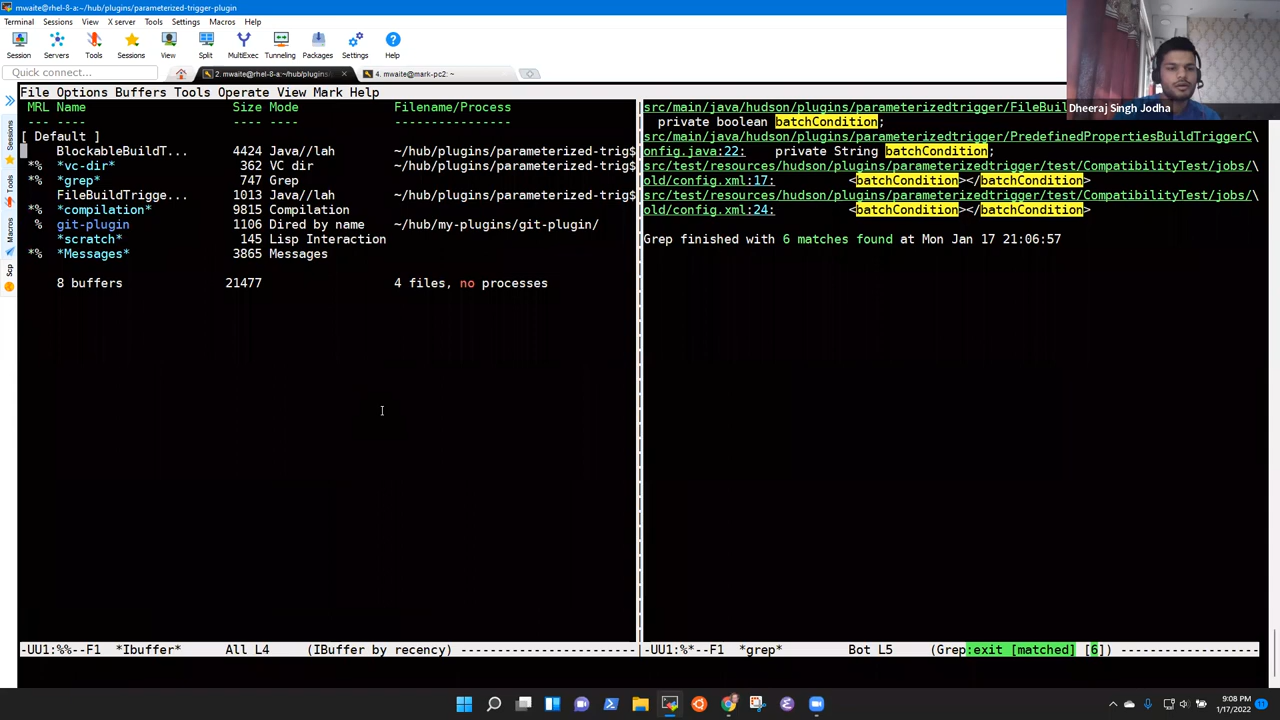 mwaite@rhel-8-a:~/hub/plugins/parameterized-trigger-plugin
Terminal Sessions View X server Tools Settings Macros Help
Session Servers Tools Sessions View Split MultiExec Tunneling Packages Settings Help
Quick connect...
2. mwaite@rhel-8-a:~/hub/plugins/
4. mwaite@mark-pc2: ~
Dheeraj Singh Jodha
Sessions
Tools
Macros
Scp
File Options Buffers Tools Operate View Mark Help
MRL Name Size Mode Filename/Process
--- ---- ---- ---- ----------------
[ Default ]
BlockableBuildT... 4424 Java//lah ~/hub/plugins/parameterized-trig$
*% *vc-dir* 362 VC dir ~/hub/plugins/parameterized-trig$
*% *grep* 747 Grep ~/hub/plugins/parameterized-trig$
FileBuildTrigge... 1013 Java//lah ~/hub/plugins/parameterized-trig$
*% *compilation* 9815 Compilation ~/hub/plugins/parameterized-trig$
% git-plugin 1106 Dired by name ~/hub/my-plugins/git-plugin/
*scratch* 145 Lisp Interaction
*% *Messages* 3865 Messages
8 buffers 21477 4 files, no processes
-UU1:%%--F1 *Ibuffer* All L4 (IBuffer by recency) ------------------------
src/main/java/hudson/plugins/parameterizedtrigger/FileBui
private boolean batchCondition;
src/main/java/hudson/plugins/parameterizedtrigger/PredefinedPropertiesBuildTriggerC\
onfig.java:22: private String batchCondition;
src/test/resources/hudson/plugins/parameterizedtrigger/test/CompatibilityTest/jobs/\
old/config.xml:17: <batchCondition></batchCondition>
src/test/resources/hudson/plugins/parameterizedtrigger/test/CompatibilityTest/jobs/\
old/config.xml:24: <batchCondition></batchCondition>
Grep finished with 6 matches found at Mon Jan 17 21:06:57
-UU1:%*--F1 *grep* Bot L5 (Grep:exit [matched] [6]) -------------------
9:08 PM
1/17/2022